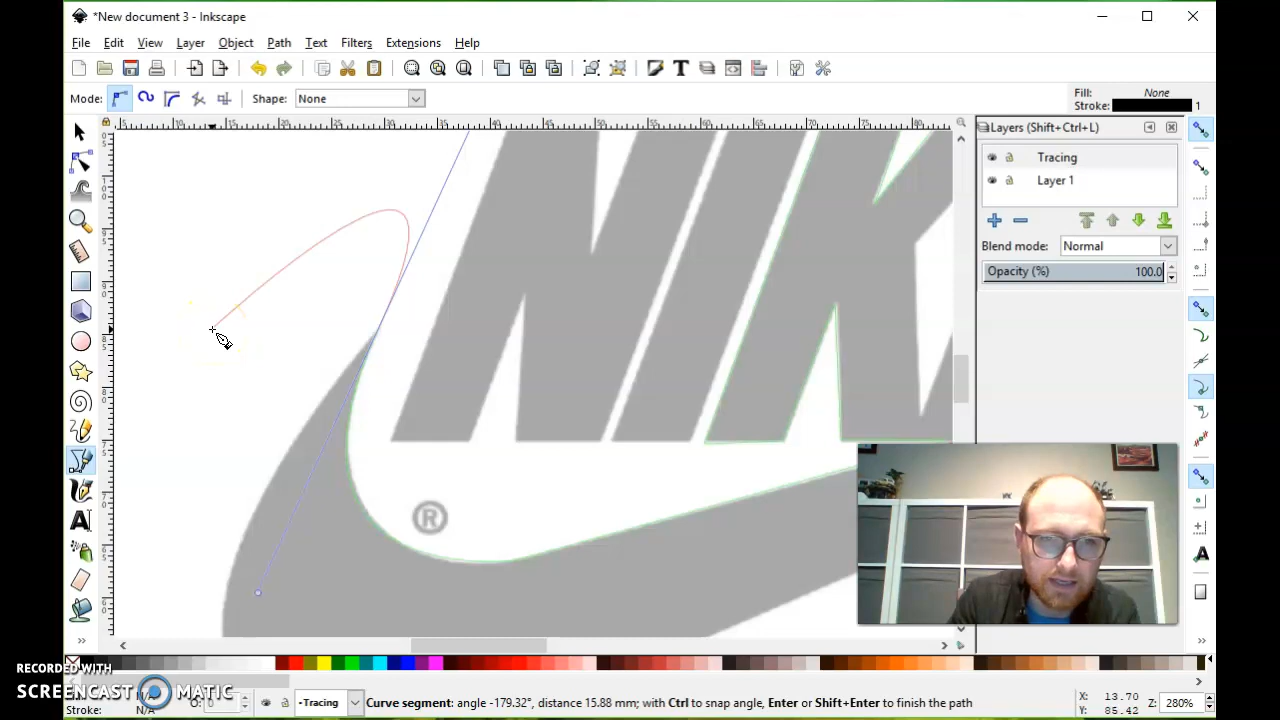 *New document 3 - Inkscape
File Edit View Layer Object Path Text Filters Extensions Help
Mode: Shape: None
Fill: None
Stroke: 1
Layers (Shift+Ctrl+L)
Tracing
Layer 1
Blend mode: Normal
Opacity (%) 100.0
NIK
®
RECORDED WITH
SCREENCAST MATIC
Stroke: N/A O: 0 Tracing Curve segment: angle -175.32°, distance 15.88 mm; with Ctrl to snap angle, Enter or Shift+Enter to finish the path
X: 13.70
Y: 85.42
Z: 280%